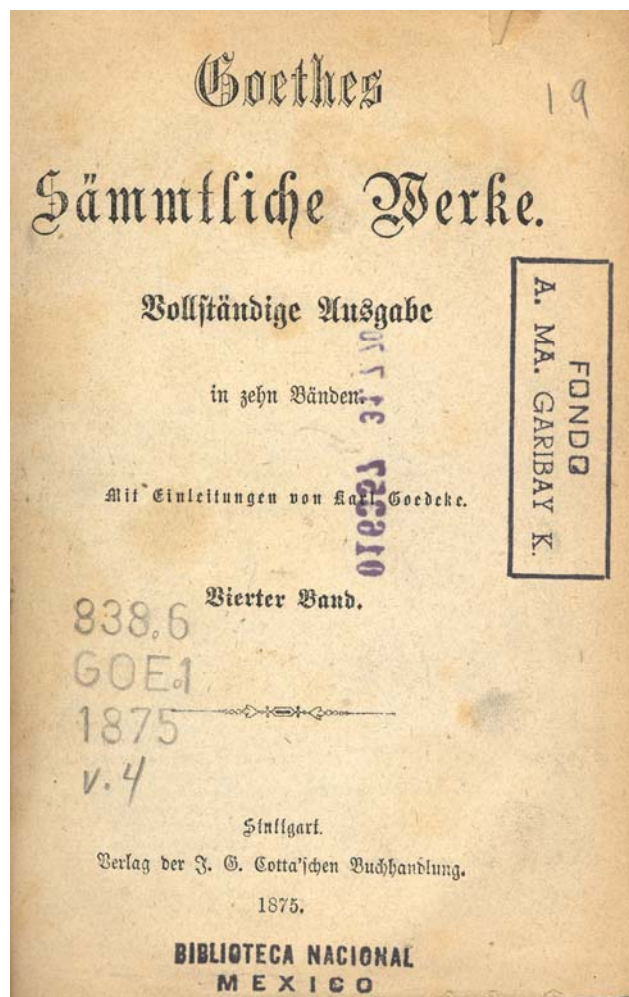 Goethes
19
Sämmtliche Werke.
Vollständige Ausgabe
in zehn Bänden.
Mit Einleitungen von Karl Goedeke.
Vierter Band.
FONDO
A. MA. GARIBAY K.
838.6
GOE.1
1875
v.4
Stuttgart.
Verlag der J. G. Cotta'schen Buchhandlung.
1875.
BIBLIOTECA NACIONAL
MEXICO